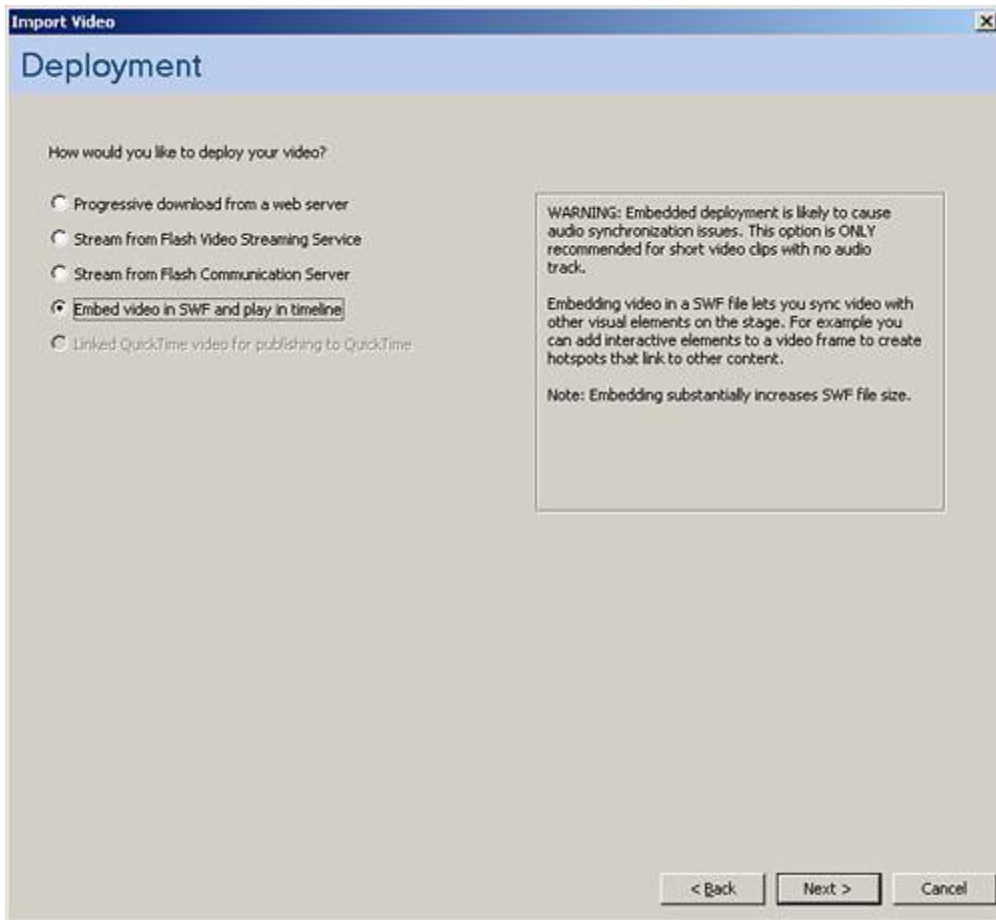 Import Video
Deployment
How would you like to deploy your video?
Progressive download from a web server
Stream from Flash Video Streaming Service
Stream from Flash Communication Server
Embed video in SWF and play in timeline
Linked QuickTime video for publishing to QuickTime
WARNING: Embedded deployment is likely to cause
audio synchronization issues. This option is ONLY
recommended for short video clips with no audio
track.
Embedding video in a SWF file lets you sync video with
other visual elements on the stage. For example you
can add interactive elements to a video frame to create
hotspots that link to other content.
Note: Embedding substantially increases SWF file size.
< Back
Next >
Cancel